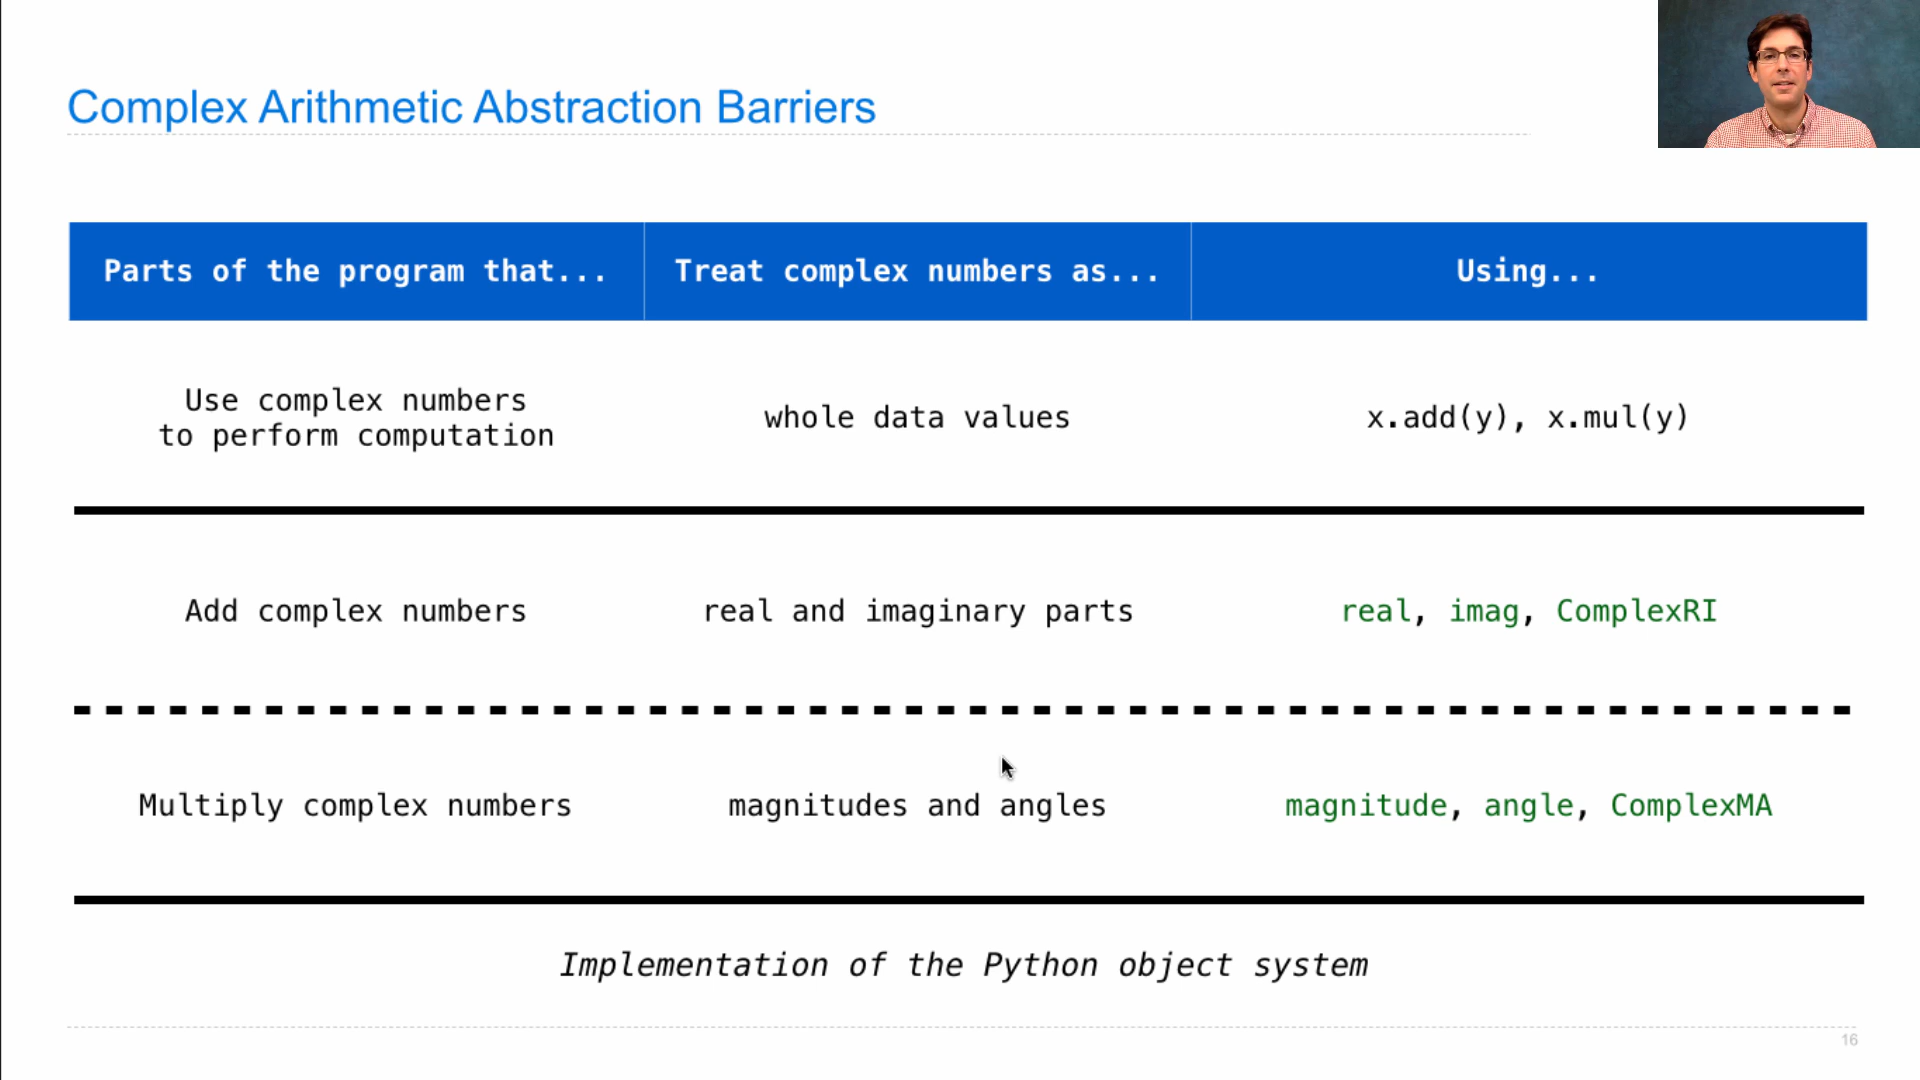 Complex Arithmetic Abstraction Barriers
Parts of the program that... Treat complex numbers as... Using...
Use complex numbers
to perform computation
whole data values
x.add(y), x.mul(y)
Add complex numbers real and imaginary parts real, imag, ComplexRI
Multiply complex numbers magnitudes and angles magnitude, angle, ComplexMA
Implementation of the Python object system
16